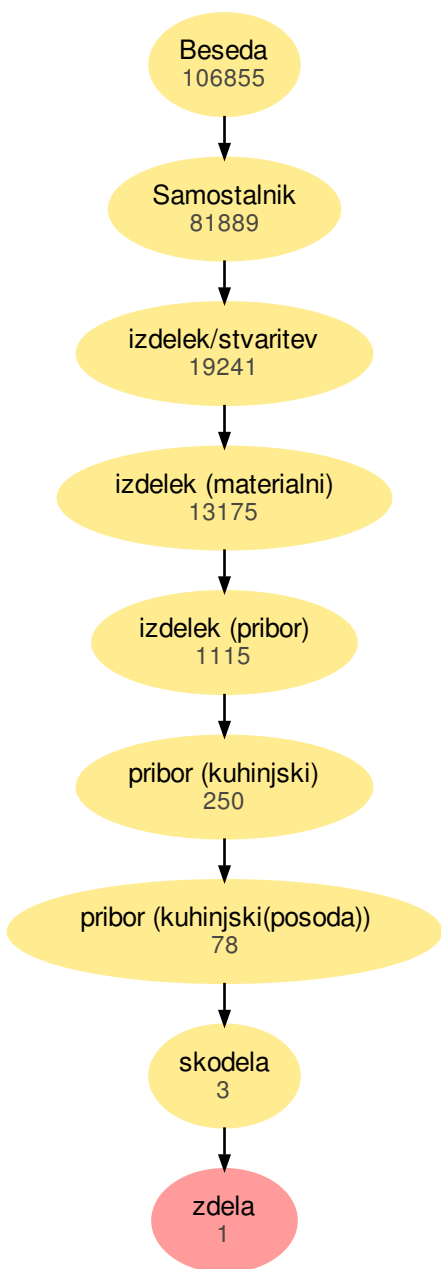 Beseda
106855
Samostalnik
81889
izdelek/stvaritev
19241
izdelek (materialni)
13175
izdelek (pribor)
1115
pribor (kuhinjski)
250
pribor (kuhinjski(posoda))
78
skodela
3
zdela
1